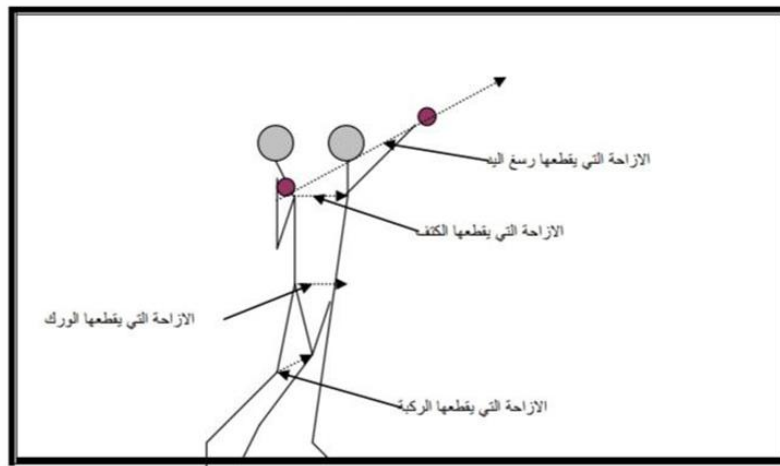 الازاحة التي يقطعها رسغ اليد
الازاحة التي يقطعها الكتف
الازاحة التي يقطعها الورك
الازاحة التي يقطعها الركبة